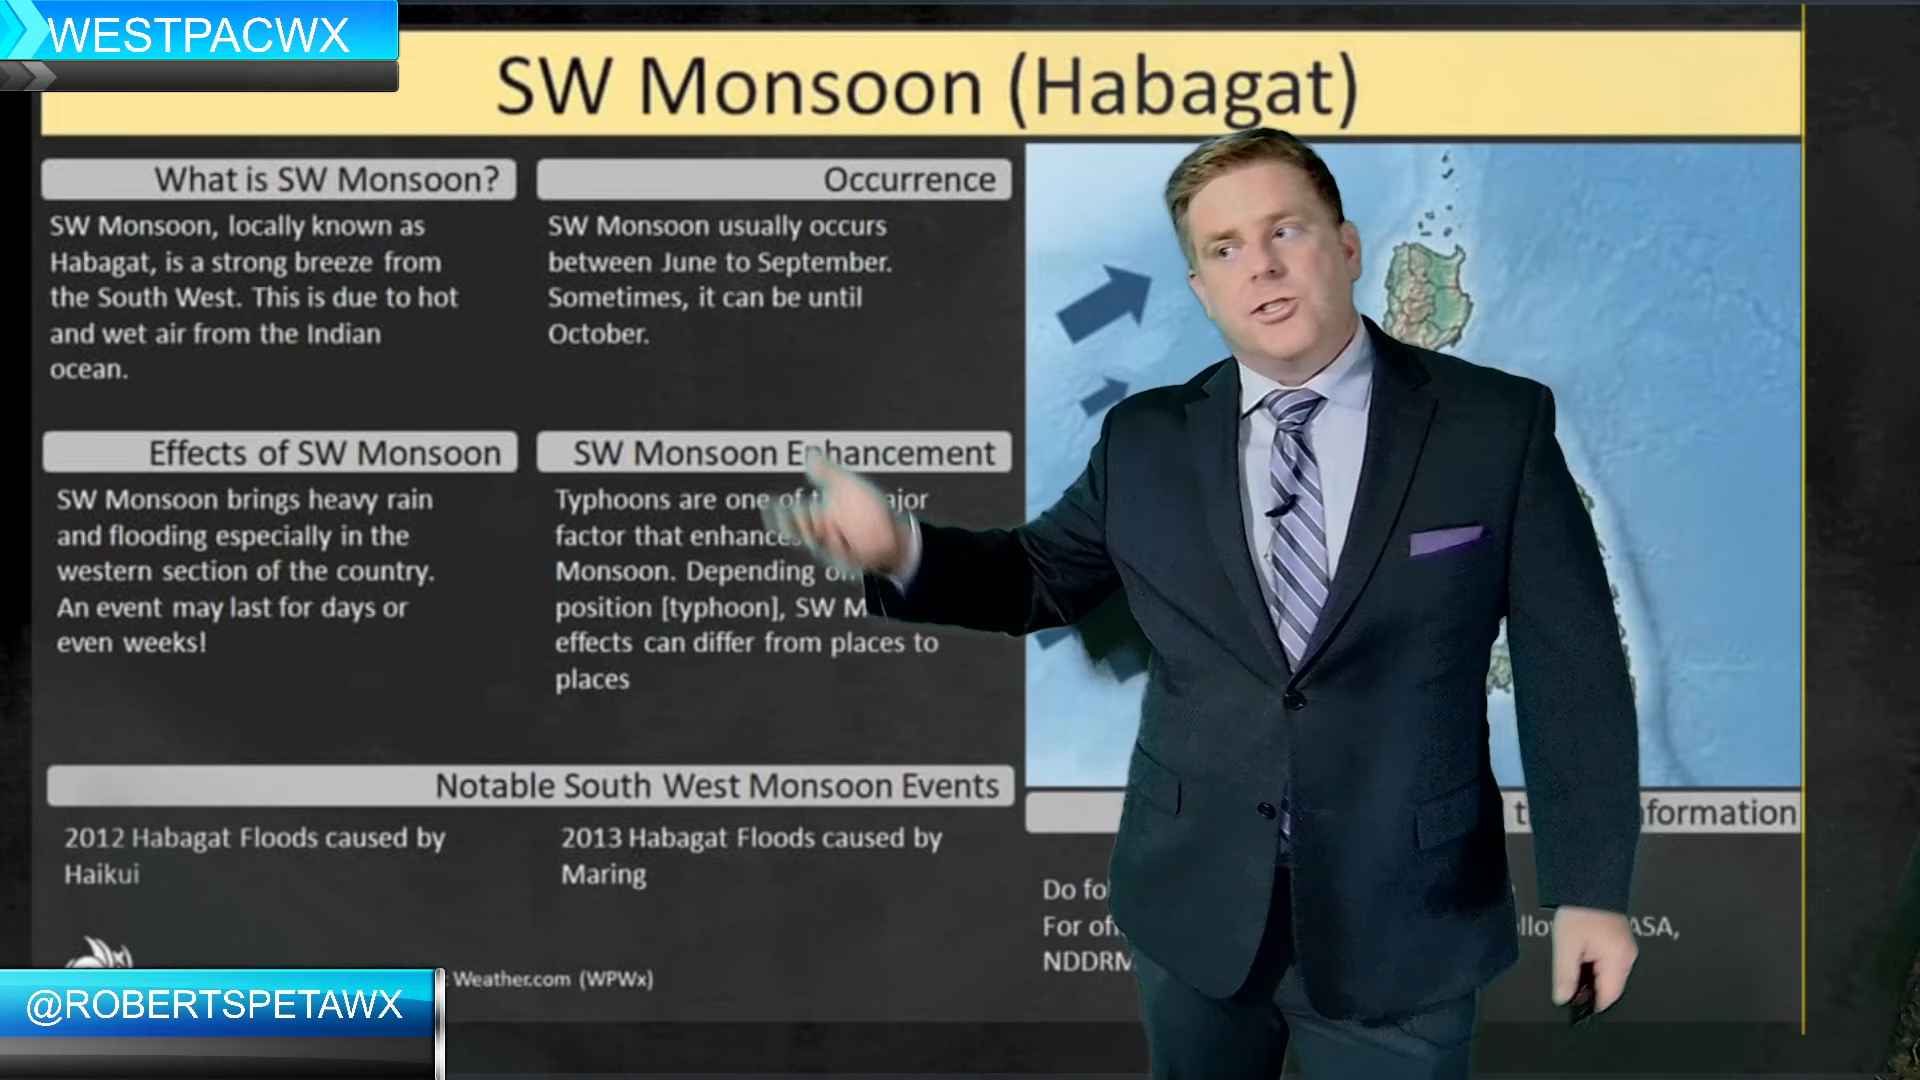 WESTPACWX
SW Monsoon (Habagat)
What is SW Monsoon?
SW Monsoon, locally known as
Habagat, is a strong breeze from
the South West. This is due to hot
and wet air from the Indian
ocean.
Occurrence
SW Monsoon usually occurs
between June to September.
Sometimes, it can be until
October.
Effects of SW Monsoon
SW Monsoon brings heavy rain
and flooding especially in the
western section of the country.
An event may last for days or
even weeks!
SW Monsoon Enhancement
Typhoons are one of
factor that
Monsoon. Depending
position [typhoon], SW
effects can differ from places to
places
Notable South West Monsoon Events
2012 Habagat Floods caused by
Haikui
2013 Habagat Floods caused by
Maring
Do
For
Weather.com (WPWx)
@ROBERTSPETAWX